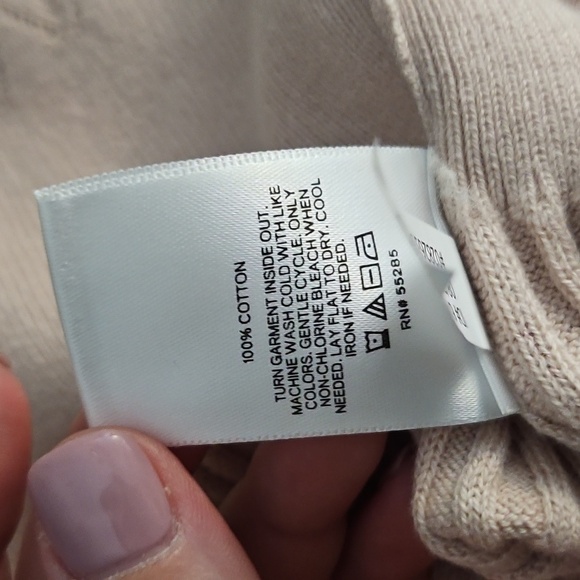 100% COTTON
TURN GARMENT INSIDE OUT.
MACHINE WASH COLD WITH LIKE
COLORS. GENTLE CYCLE. ONLY
NON-CHLORINE BLEACH WHEN
NEEDED. LAY FLAT TO DRY. COOL
IRON IF NEEDED.
RN# 55285